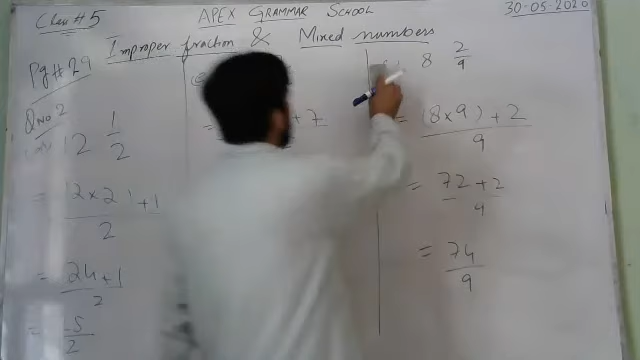 Class # 5
APEX GRAMMAR SCHOOL
30-05-2020
Improper fraction & Mixed numbers
Pg # 29
Q No 2
12 1/2
= (12 x 2) + 1 / 2
= 24 + 1 / 2
= 25 / 2
+ 7
8 2/9
= (8 x 9) + 2 / 9
= 72 + 2 / 9
= 74 / 9